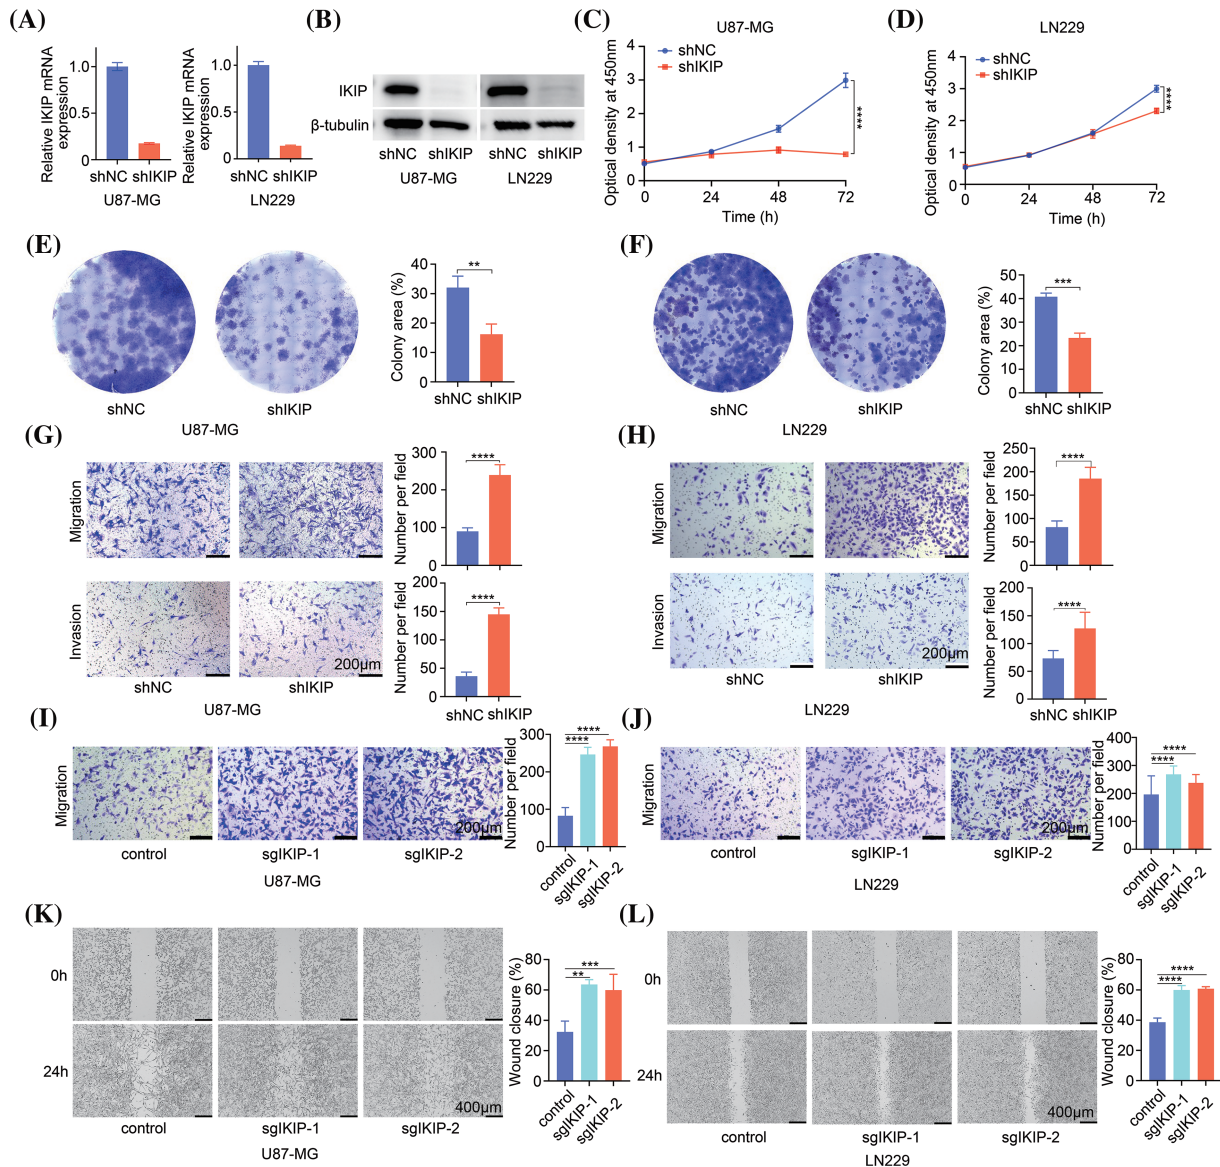 (A)
Relative IKIP mRNA
expression
1.0
0.5
0
shNC shIKIP
U87-MG
Relative IKIP mRNA
expression
1.0
0.5
0
shNC shIKIP
LN229
(B)
IKIP
β-tubulin
shNC shIKIP shNC shIKIP
U87-MG LN229
(C)
U87-MG
Optical density at 450nm
4
3
2
1
0
shNC
shIKIP
****
0 24 48 72
Time (h)
(D)
LN229
Optical density at 450nm
4
3
2
1
0
shNC
shIKIP
****
0 24 48 72
Time (h)
(E)
shNC shIKIP
U87-MG
Colony area (%)
40
30
20
10
0
**
shNC shIKIP
(F)
shNC shIKIP
LN229
Colony area (%)
50
40
30
20
10
0
***
shNC shIKIP
(G)
Migration
Number per field
300
200
100
0
****
Invasion
200μm
shNC shIKIP
U87-MG
Number per field
200
150
100
50
0
****
shNC shIKIP
(H)
Migration
Number per field
250
200
150
100
50
0
****
Invasion
200μm
shNC shIKIP
LN229
Number per field
200
150
100
50
0
****
shNC shIKIP
(I)
Migration
200μm
control sgIKIP-1 sgIKIP-2
U87-MG
Number per field
300
200
100
0
****
****
control
sgIKIP-1
sgIKIP-2
(J)
Migration
200μm
control sgIKIP-1 sgIKIP-2
LN229
Number per field
400
300
200
100
0
****
****
control
sgIKIP-1
sgIKIP-2
(K)
0h
24h
400μm
control sgIKIP-1 sgIKIP-2
U87-MG
Wound closure (%)
80
60
40
20
0
***
**
control
sgIKIP-1
sgIKIP-2
(L)
0h
24h
400μm
control sgIKIP-1 sgIKIP-2
LN229
Wound closure (%)
80
60
40
20
0
****
****
control
sgIKIP-1
sgIKIP-2